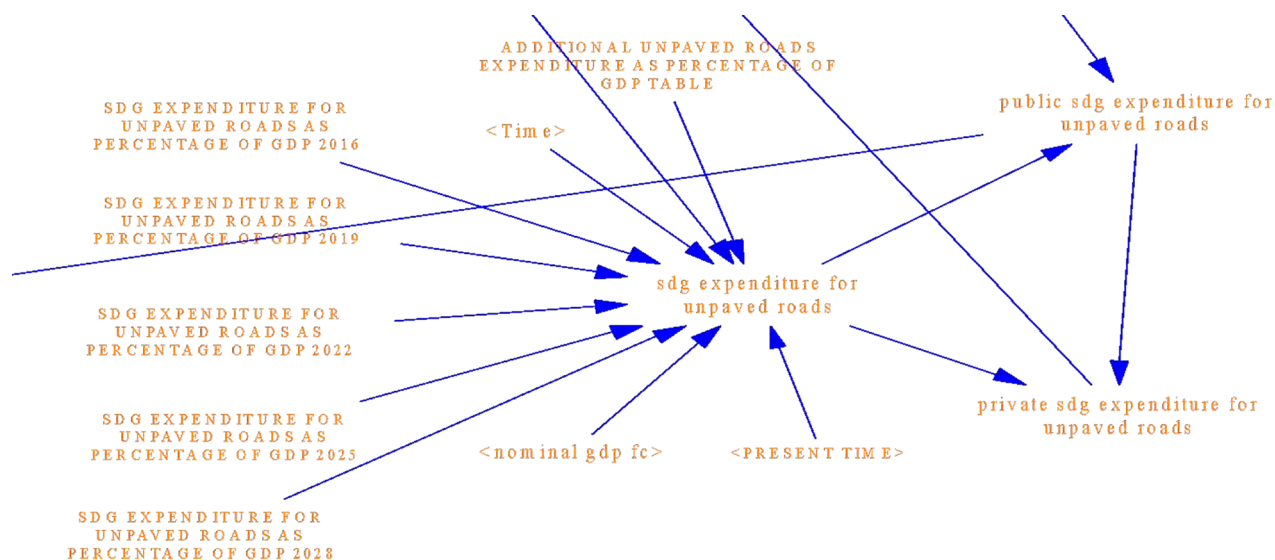 ADDITIONAL UNPAVED ROADS
EXPENDITURE AS PERCENTAGE OF
GDP TABLE
SDG EXPENDITURE FOR
UNPAVED ROADS AS
PERCENTAGE OF GDP 2016
<Time>
public sdg expenditure for
unpaved roads
SDG EXPENDITURE FOR
UNPAVED ROADS AS
PERCENTAGE OF GDP 2019
sdg expenditure for
unpaved roads
SDG EXPENDITURE FOR
UNPAVED ROADS AS
PERCENTAGE OF GDP 2022
private sdg expenditure for
unpaved roads
SDG EXPENDITURE FOR
UNPAVED ROADS AS
PERCENTAGE OF GDP 2025
<nominal gdp fc>
<PRESENT TIME>
SDG EXPENDITURE FOR
UNPAVED ROADS AS
PERCENTAGE OF GDP 2028